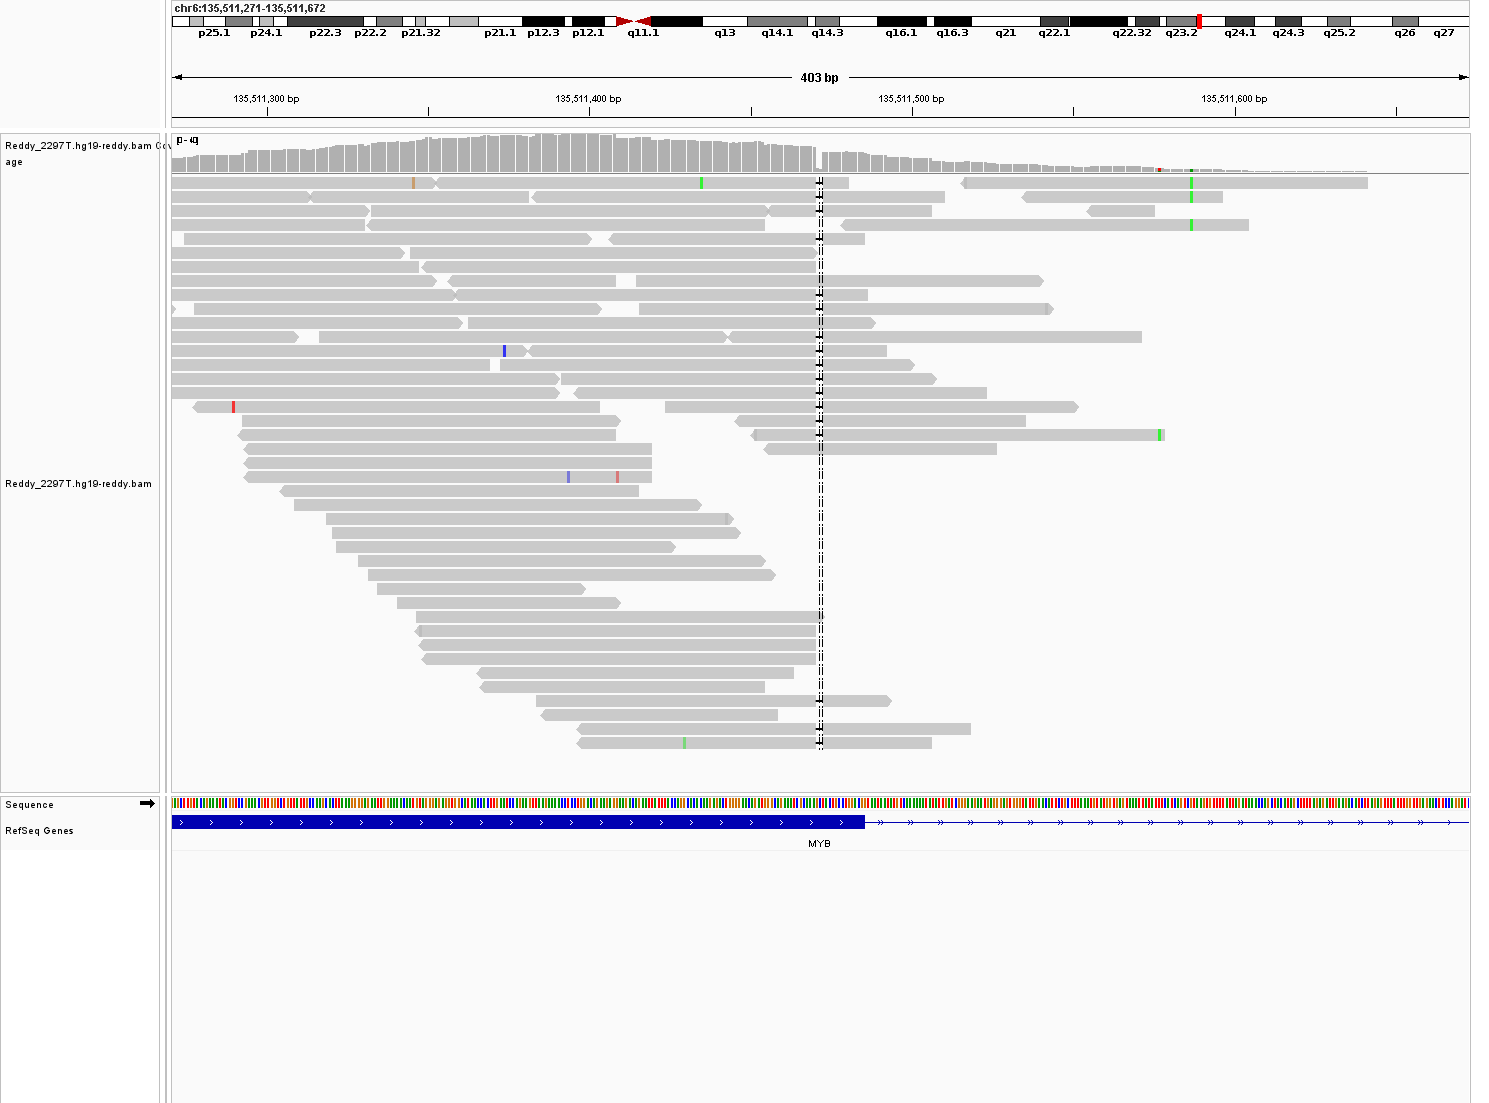 chr6:135,511,271-135,511,672
p25.1 p24.1 p22.3 p22.2 p21.32 p21.1 p12.3 p12.1 q11.1 q13 q14.1 q14.3 q16.1 q16.3 q21 q22.1 q22.32 q23.2 q24.1 q24.3 q25.2 q26 q27
403 bp
135,511,300 bp 135,511,400 bp 135,511,500 bp 135,511,600 bp
Reddy_2297T.hg19-reddy.bam
age
Reddy_2297T.hg19-reddy.bam
Sequence
RefSeq Genes
MYB